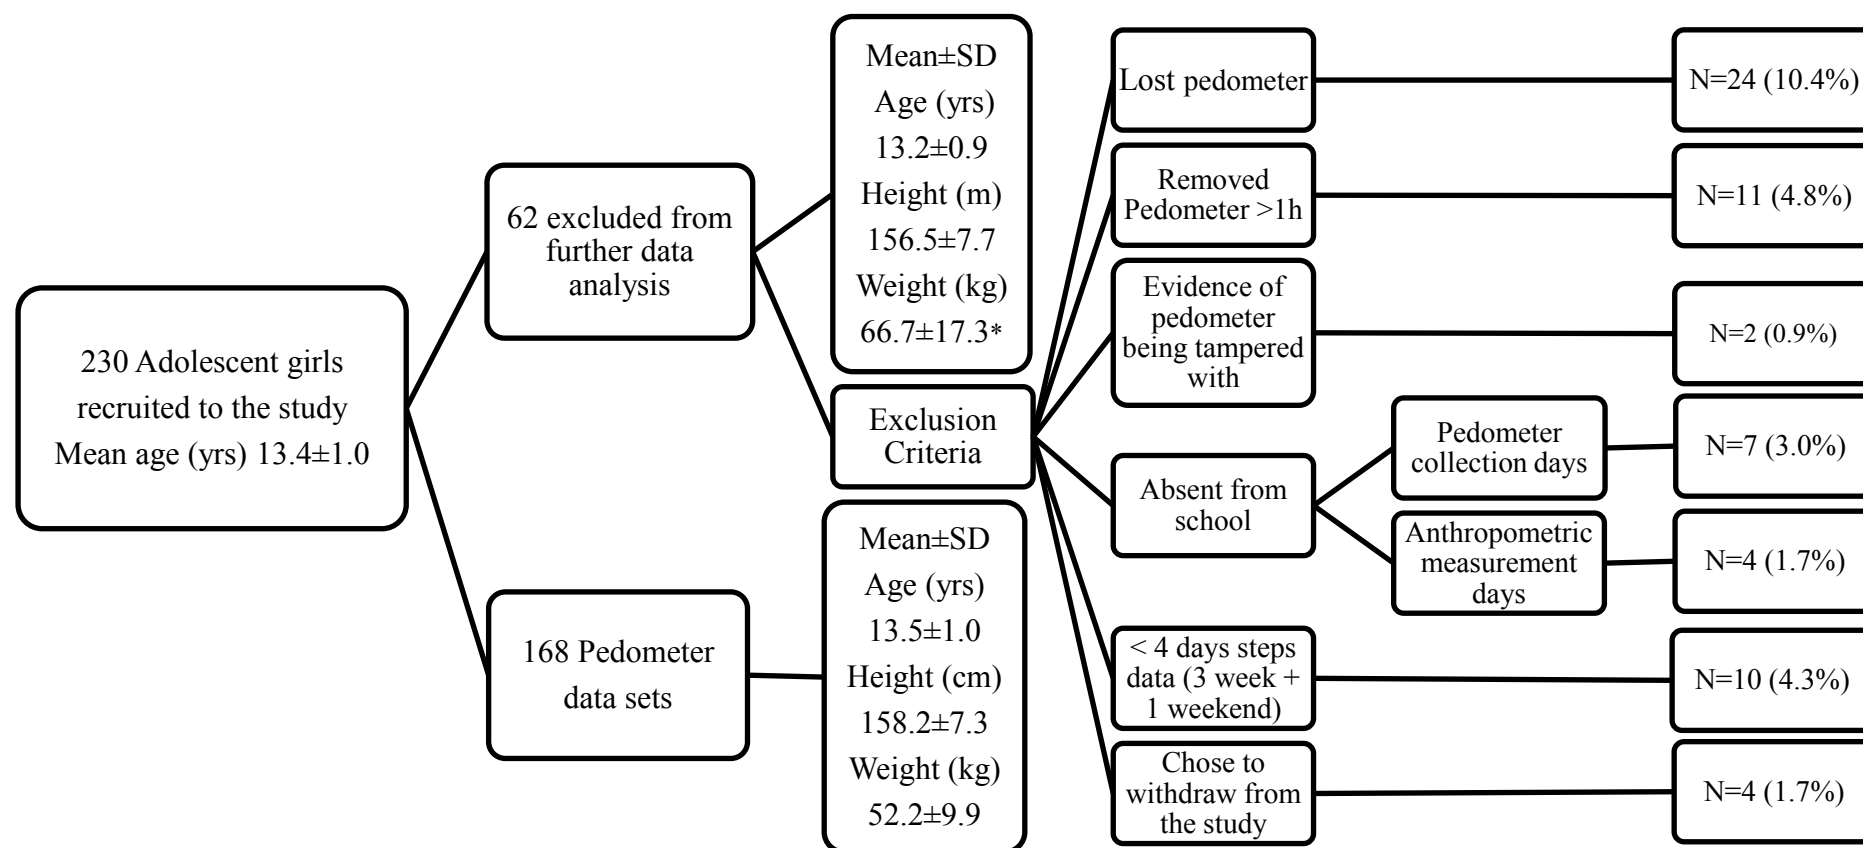 230 Adolescent girls
recruited to the study
Mean age (yrs) 13.4±1.0
62 excluded from
further data
analysis
168 Pedometer
data sets
Mean±SD
Age (yrs)
13.2±0.9
Height (m)
156.5±7.7
Weight (kg)
66.7±17.3*
Exclusion
Criteria
Mean±SD
Age (yrs)
13.5±1.0
Height (cm)
158.2±7.3
Weight (kg)
52.2±9.9
Lost pedometer
N=24 (10.4%)
Removed
Pedometer >1h
N=11 (4.8%)
Evidence of
pedometer
being tampered
with
N=2 (0.9%)
Absent from
school
Pedometer
collection days
N=7 (3.0%)
Anthropometric
measurement
days
N=4 (1.7%)
< 4 days steps
data (3 week +
1 weekend)
N=10 (4.3%)
Chose to
withdraw from
the study
N=4 (1.7%)